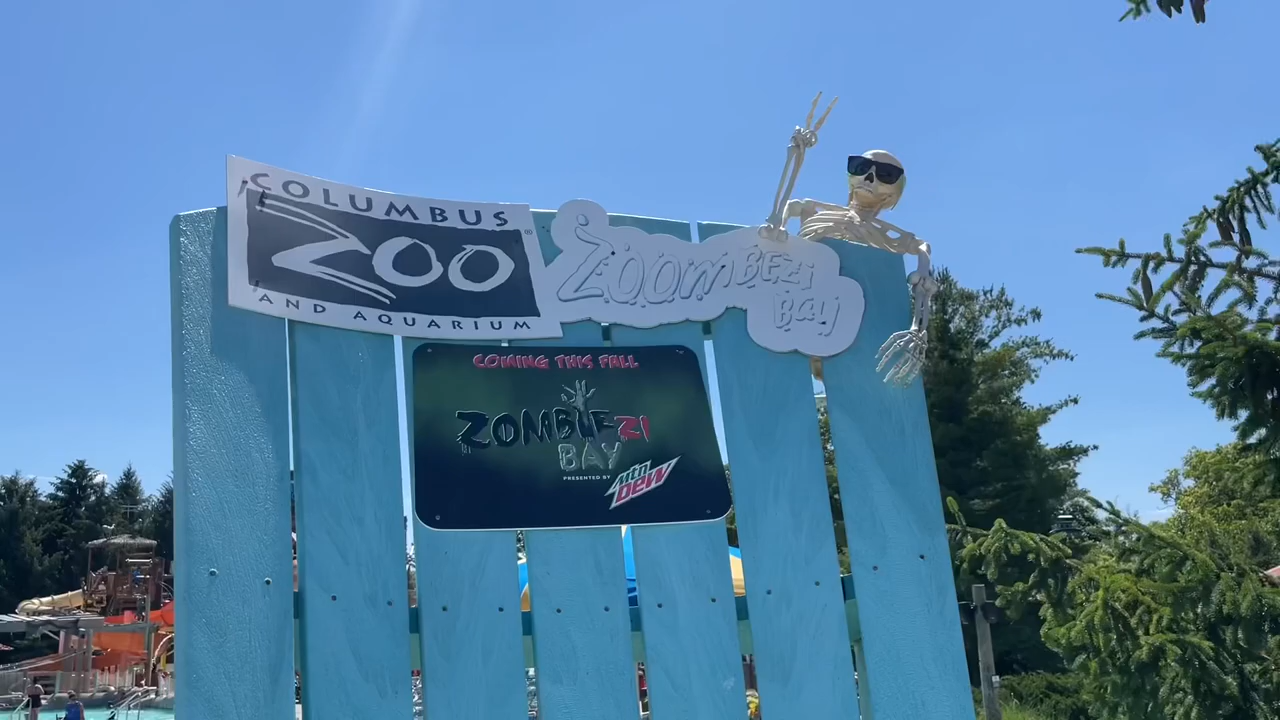 COLUMBUS
ZOO
AND AQUARIUM
ZOOMBEZI
BAY
COMING THIS FALL
ZOMBIEZI
BAY
PRESENTED BY
Mtn
DEW